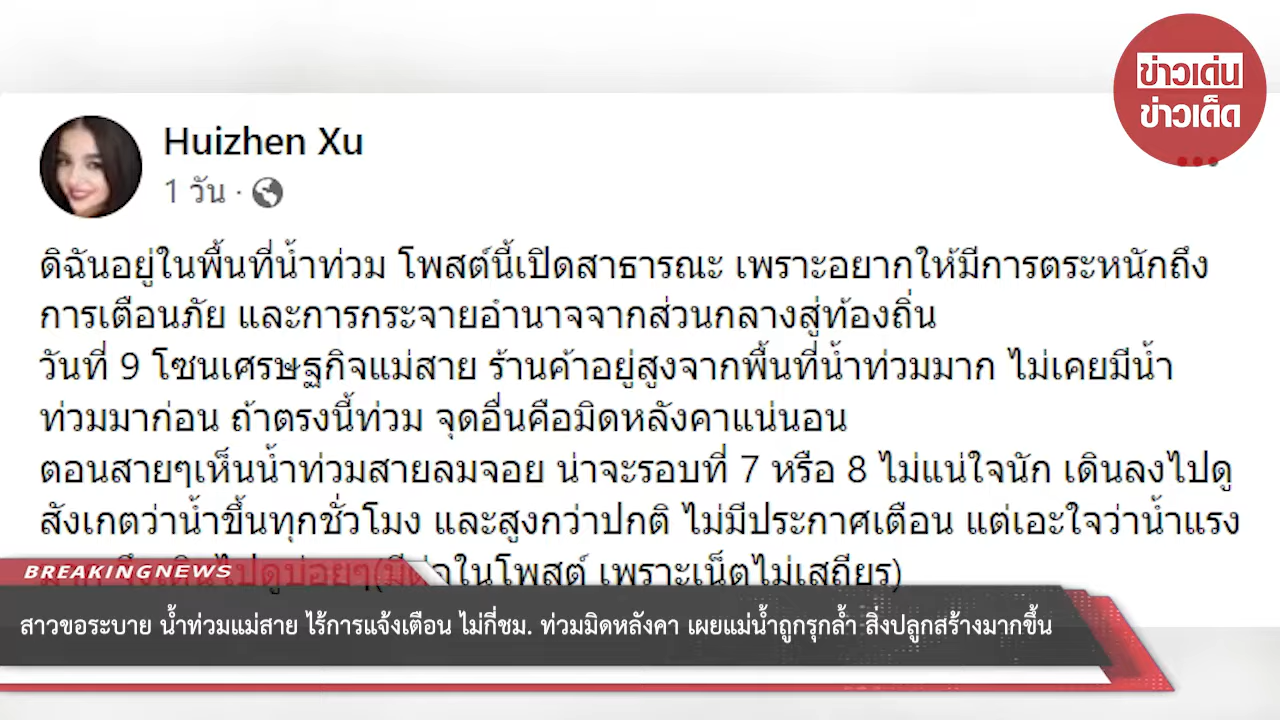 ข่าวเด่น
ข่าวเด็ด
Huizhen Xu
1 วัน ·
ดิฉันอยู่ในพื้นที่น้ำท่วม โพสต์นี้เปิดสาธารณะ เพราะอยากให้มีการตระหนักถึง
การเตือนภัย และการกระจายอำนาจจากส่วนกลางสู่ท้องถิ่น
วันที่ 9 โซนเศรษฐกิจแม่สาย ร้านค้าอยู่สูงจากพื้นที่น้ำท่วมมาก ไม่เคยมีน้ำ
ท่วมมาก่อน ถ้าตรงนี้ท่วม จุดอื่นคือมิดหลังคาแน่นอน
ตอนสายๆเห็นน้ำท่วมสายลมจอย น่าจะรอบที่ 7 หรือ 8 ไม่แน่ใจนัก เดินลงไปดู
สังเกตว่าน้ำขึ้นทุกชั่วโมง และสูงกว่าปกติ ไม่มีประกาศเตือน แต่เอะใจว่าน้ำแรง
ไปดูบ่อยๆ(มีต่อในโพสต์ เพราะเน็ตไม่เสถียร)
BREAKINGNEWS
สาวขอระบาย น้ำท่วมแม่สาย ไร้การแจ้งเตือน ไม่กี่ชม. ท่วมมิดหลังคา เผยแม่น้ำถูกรุกล้ำ สิ่งปลูกสร้างมากขึ้น